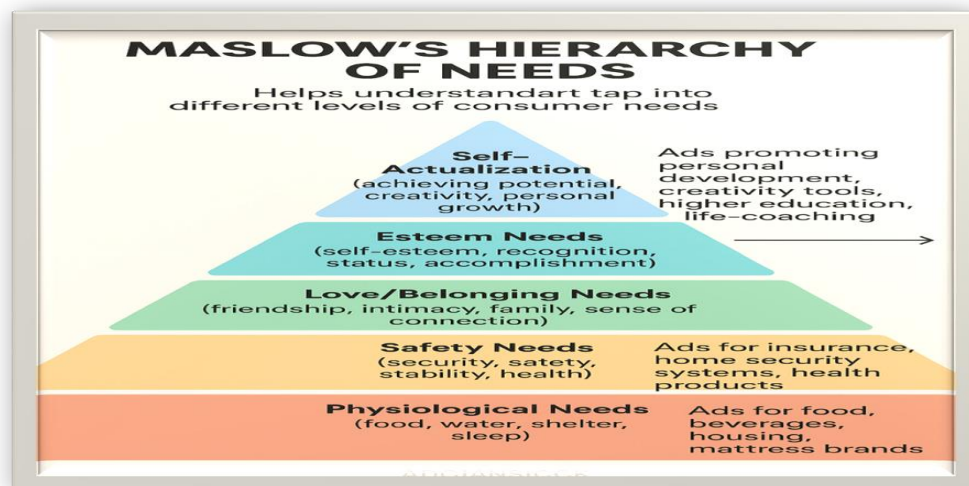 MASLOW'S HIERARCHY
OF NEEDS
Helps understandart tap into
different levels of consumer needs
Self-
Actualization
(achieving potential,
creativity, personal
growth)
Ads promoting
personal
development,
creativity tools,
higher education,
life-coaching
Esteem Needs
(self-esteem, recognition,
status, accomplishment)
Love/Belonging Needs
(friendship, intimacy, family, sense of
connection)
Safety Needs
(security, satety,
stability, health)
Ads for insurance,
home security
systems, health
products
Physiological Needs
(food, water, shelter,
sleep)
Ads for food,
beverages,
housing,
mattress brands